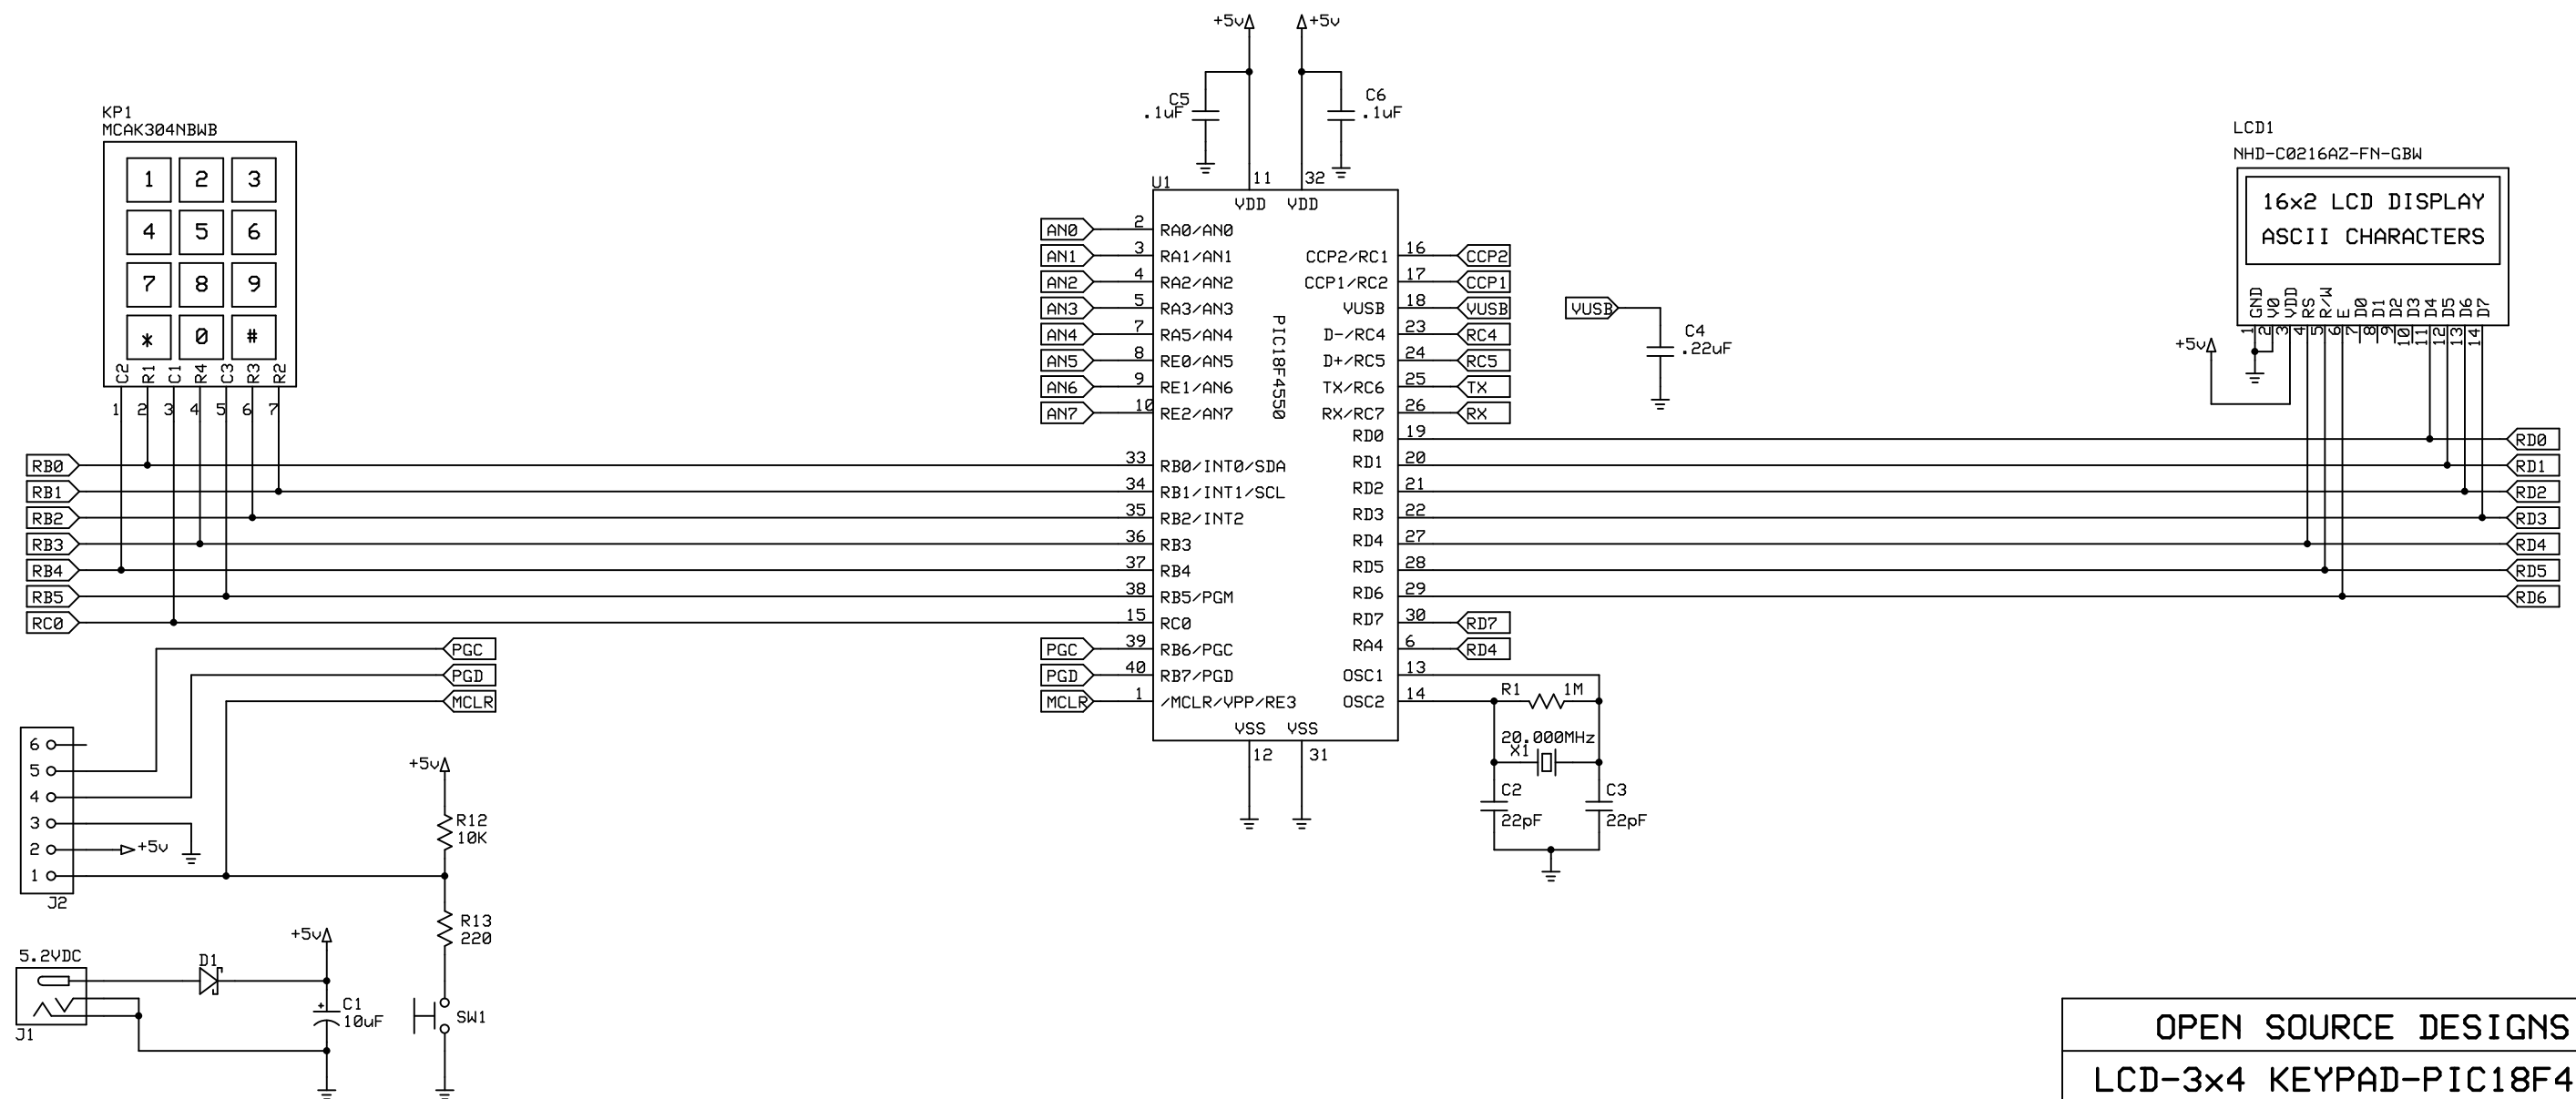 +5v
+5v
C5
.1uF
C6
.1uF
KP1
MCAK304NBWB
1 2 3
4 5 6
7 8 9
* 0 #
C2 R1 C1 R4 C3 R3 R2
1 2 3 4 5 6 7
RB0
RB1
RB2
RB3
RB4
RB5
RC0
U1
11 32
VDD VDD
PIC18F4550
AN0 2 RA0/AN0
AN1 3 RA1/AN1
AN2 4 RA2/AN2
AN3 5 RA3/AN3
AN4 7 RA5/AN4
AN5 8 RE0/AN5
AN6 9 RE1/AN6
AN7 10 RE2/AN7
33 RB0/INT0/SDA
34 RB1/INT1/SCL
35 RB2/INT2
36 RB3
37 RB4
38 RB5/PGM
15 RC0
PGC 39 RB6/PGC
PGD 40 RB7/PGD
MCLR 1 /MCLR/VPP/RE3
CCP2/RC1 16 CCP2
CCP1/RC2 17 CCP1
VUSB 18 VUSB
D-/RC4 23 RC4
D+/RC5 24 RC5
TX/RC6 25 TX
RX/RC7 26 RX
RD0 19
RD1 20
RD2 21
RD3 22
RD4 27
RD5 28
RD6 29
RD7 30 RD7
RA4 6 RD4
OSC1 13
OSC2 14
VSS VSS
12 31
R1 1M
20.000MHz
X1
C2
22pF
C3
22pF
VUSB
C4
.22uF
LCD1
NHD-C0216AZ-FN-GBW
16x2 LCD DISPLAY
ASCII CHARACTERS
GND V0 VDD RS R/W E D0 D1 D2 D3 D4 D5 D6 D7
1 2 3 4 5 6 7 8 9 10 11 12 13 14
+5v
RD0
RD1
RD2
RD3
RD4
RD5
RD6
PGC
PGD
MCLR
6
5
4
3
2 +5v
1
J2
+5v
R12
10K
R13
220
SW1
5.2VDC
J1
D1
+5v
+
C1
10uF
OPEN SOURCE DESIGNS
LCD-3x4 KEYPAD-PIC18F4